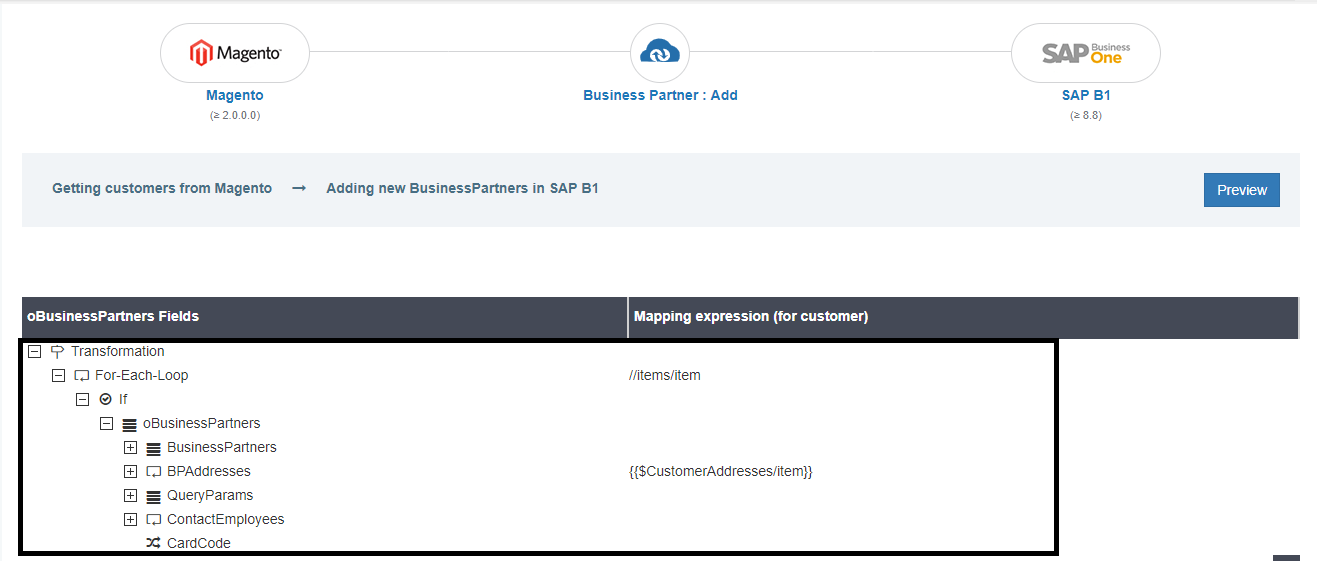 Magento
SAP Business One
Magento
Business Partner : Add
SAP B1
(≥ 2.0.0.0)
(≥ 8.8)
Getting customers from Magento → Adding new BusinessPartners in SAP B1
Preview
oBusinessPartners Fields Mapping expression (for customer)
Transformation
For-Each-Loop //items/item
If
oBusinessPartners
BusinessPartners
BPAddresses {{$CustomerAddresses/item}}
QueryParams
ContactEmployees
CardCode